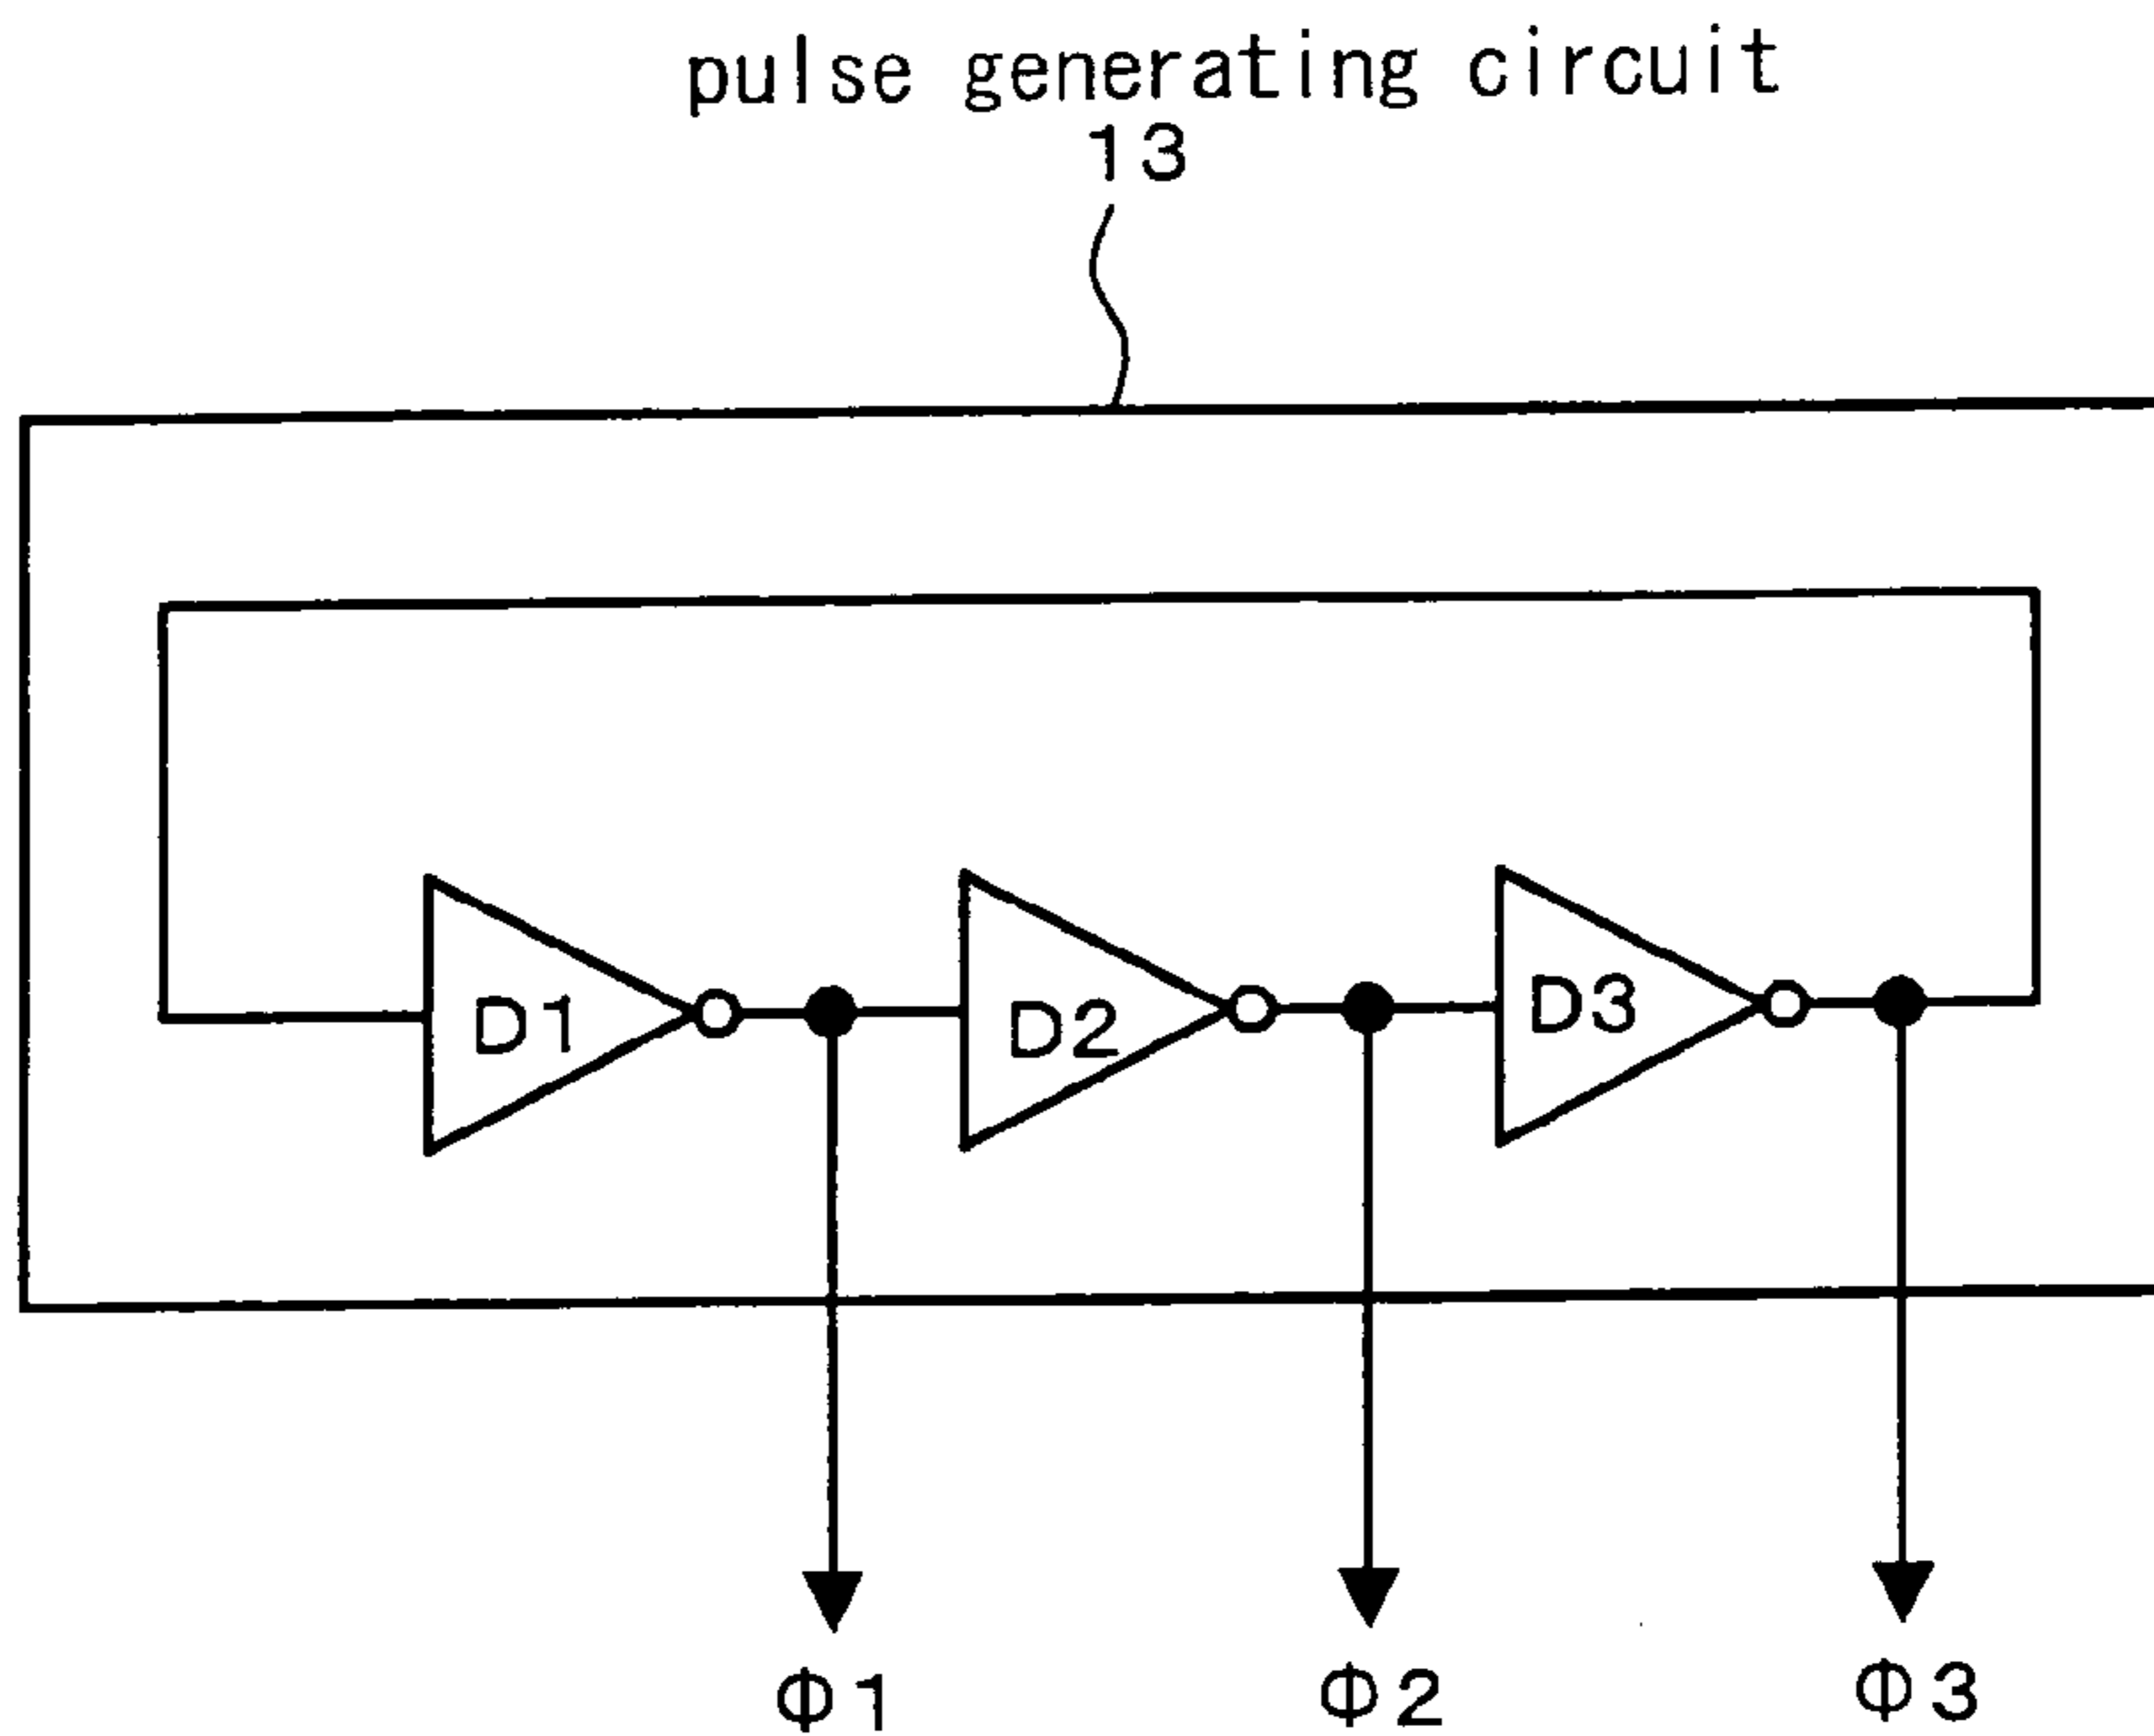 pulse generating circuit
13
D1 D2 D3
Φ1 Φ2 Φ3